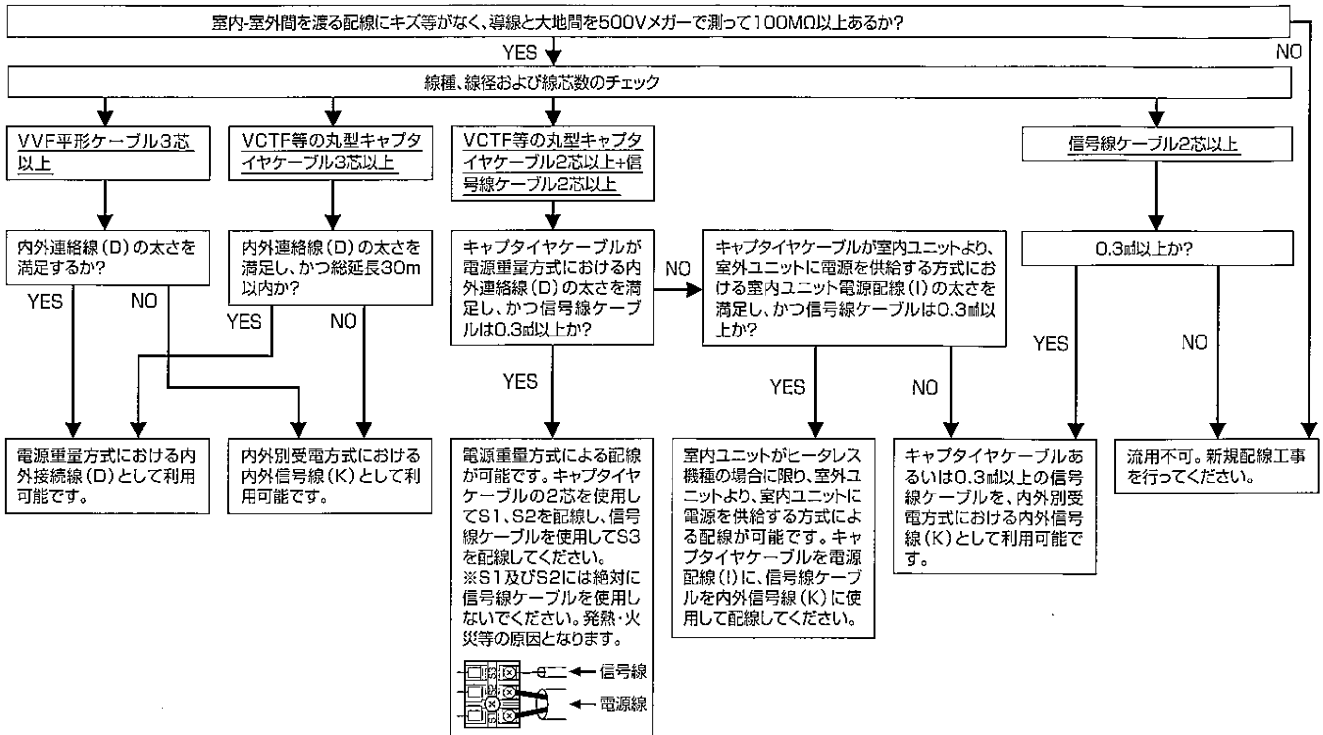 室内-室外間を渡る配線にキズ等がなく、導線と大地間を500Vメガーで測って100MΩ以上あるか?
YES
NO
線種、線径および線芯数のチェック
VVF平形ケーブル3芯
以上
VCTF等の丸型キャプタ
イヤケーブル3芯以上
VCTF等の丸型キャプタ
イヤケーブル2芯以上+信
号線ケーブル2芯以上
信号線ケーブル2芯以上
内外連絡線(D)の太さを
満足するか?
内外連絡線(D)の太さを
満足し、かつ総延長30m
以内か?
キャプタイヤケーブルが
電源重量方式における内
外連絡線(D)の太さを満
足し、かつ信号線ケーブ
ルは0.3㎟以上か?
NO
キャプタイヤケーブルが室内ユニットより、
室外ユニットに電源を供給する方式にお
ける室内ユニット電源配線(I)の太さを
満足し、かつ信号線ケーブルは0.3㎟以
上か?
0.3㎟以上か?
YES
NO
YES
NO
YES
YES
NO
YES
NO
電源重量方式における内
外接続線(D)として利用
可能です。
内外別受電方式における
内外信号線(K)として利
用可能です。
電源重量方式による配線
が可能です。キャプタイヤ
ケーブルの2芯を使用し
てS1、S2を配線し、信号
線ケーブルを使用してS3
を配線してください。
※S1及びS2には絶対に
信号線ケーブルを使用し
ないでください。発熱・火
災等の原因となります。
S3
信号線
S2
電源線
S1
室内ユニットがヒータレス
機種の場合に限り、室外ユ
ニットより、室内ユニットに
電源を供給する方式によ
る配線が可能です。キャ
プタイヤケーブルを電源
配線(I)に、信号線ケーブ
ルを内外信号線(K)に使
用して配線してください。
キャプタイヤケーブルあ
るいは0.3㎟以上の信号
線ケーブルを、内外別受
電方式における内外信号
線(K)として利用可能で
す。
流用不可。新規配線工事
を行ってください。